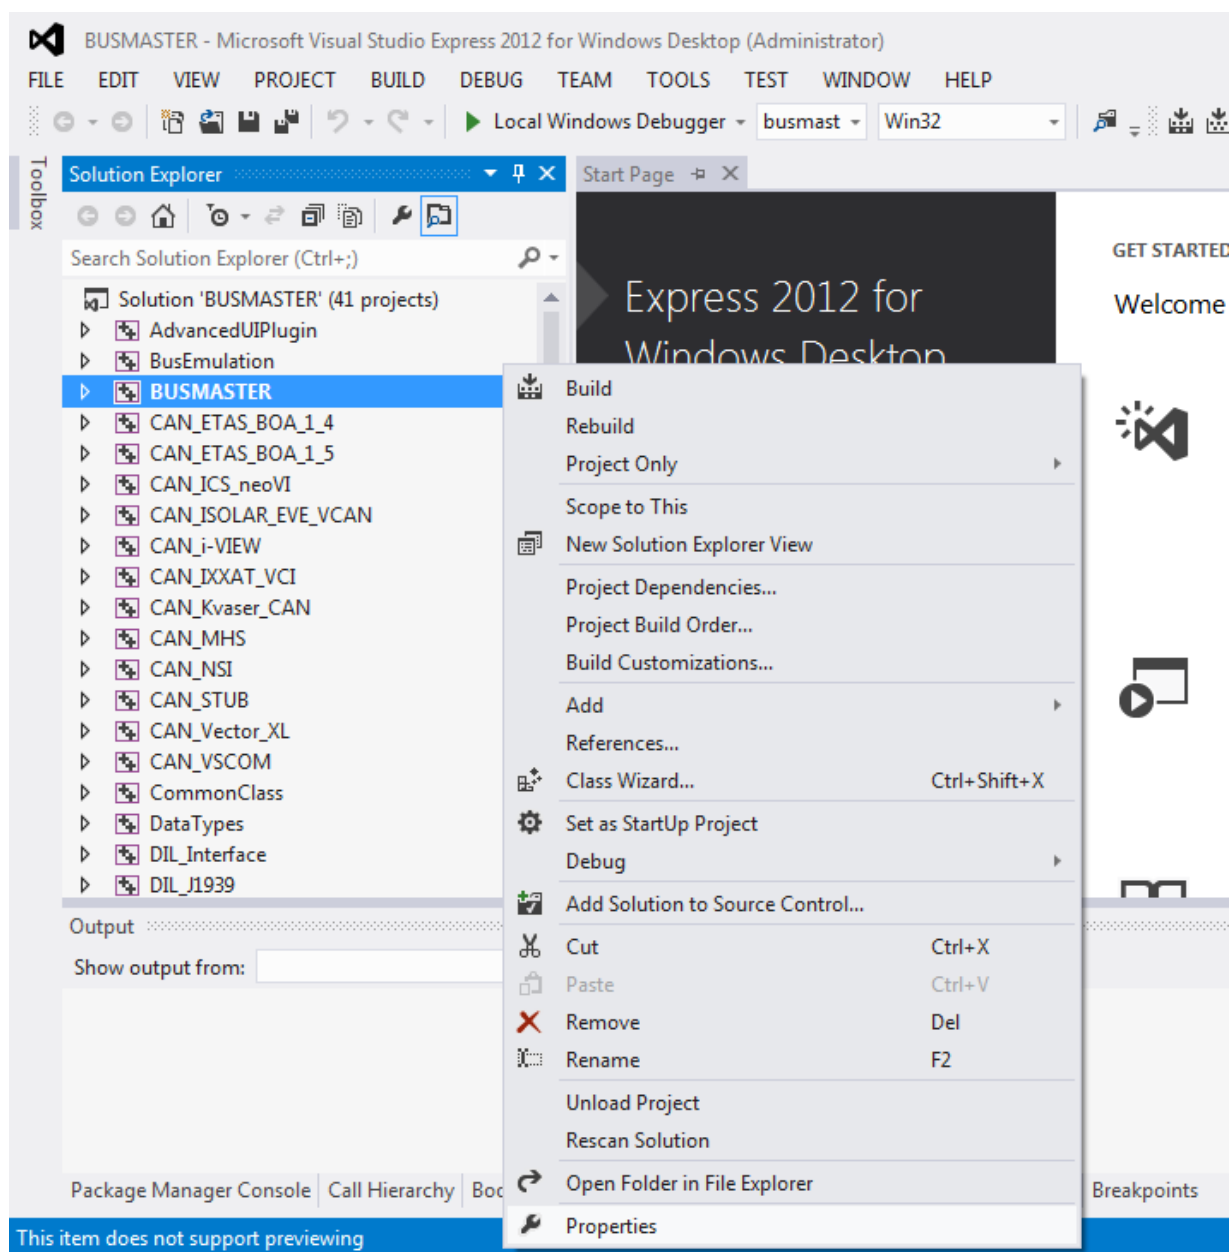 BUSMASTER - Microsoft Visual Studio Express 2012 for Windows Desktop (Administrator)
FILE EDIT VIEW PROJECT BUILD DEBUG TEAM TOOLS TEST WINDOW HELP
Local Windows Debugger busmast Win32
Toolbox
Solution Explorer
Start Page
Search Solution Explorer (Ctrl+;)
Solution 'BUSMASTER' (41 projects)
AdvancedUIPlugin
BusEmulation
BUSMASTER
CAN_ETAS_BOA_1_4
CAN_ETAS_BOA_1_5
CAN_ICS_neoVI
CAN_ISOLAR_EVE_VCAN
CAN_i-VIEW
CAN_IXXAT_VCI
CAN_Kvaser_CAN
CAN_MHS
CAN_NSI
CAN_STUB
CAN_Vector_XL
CAN_VSCOM
CommonClass
DataTypes
DIL_Interface
DIL_J1939
Express 2012 for
Windows Desktop
GET STARTED
Welcome
Build
Rebuild
Project Only
Scope to This
New Solution Explorer View
Project Dependencies...
Project Build Order...
Build Customizations...
Add
References...
Class Wizard... Ctrl+Shift+X
Set as StartUp Project
Debug
Add Solution to Source Control...
Cut Ctrl+X
Paste Ctrl+V
Remove Del
Rename F2
Unload Project
Rescan Solution
Open Folder in File Explorer
Properties
Output
Show output from:
Package Manager Console Call Hierarchy Boo Breakpoints
This item does not support previewing